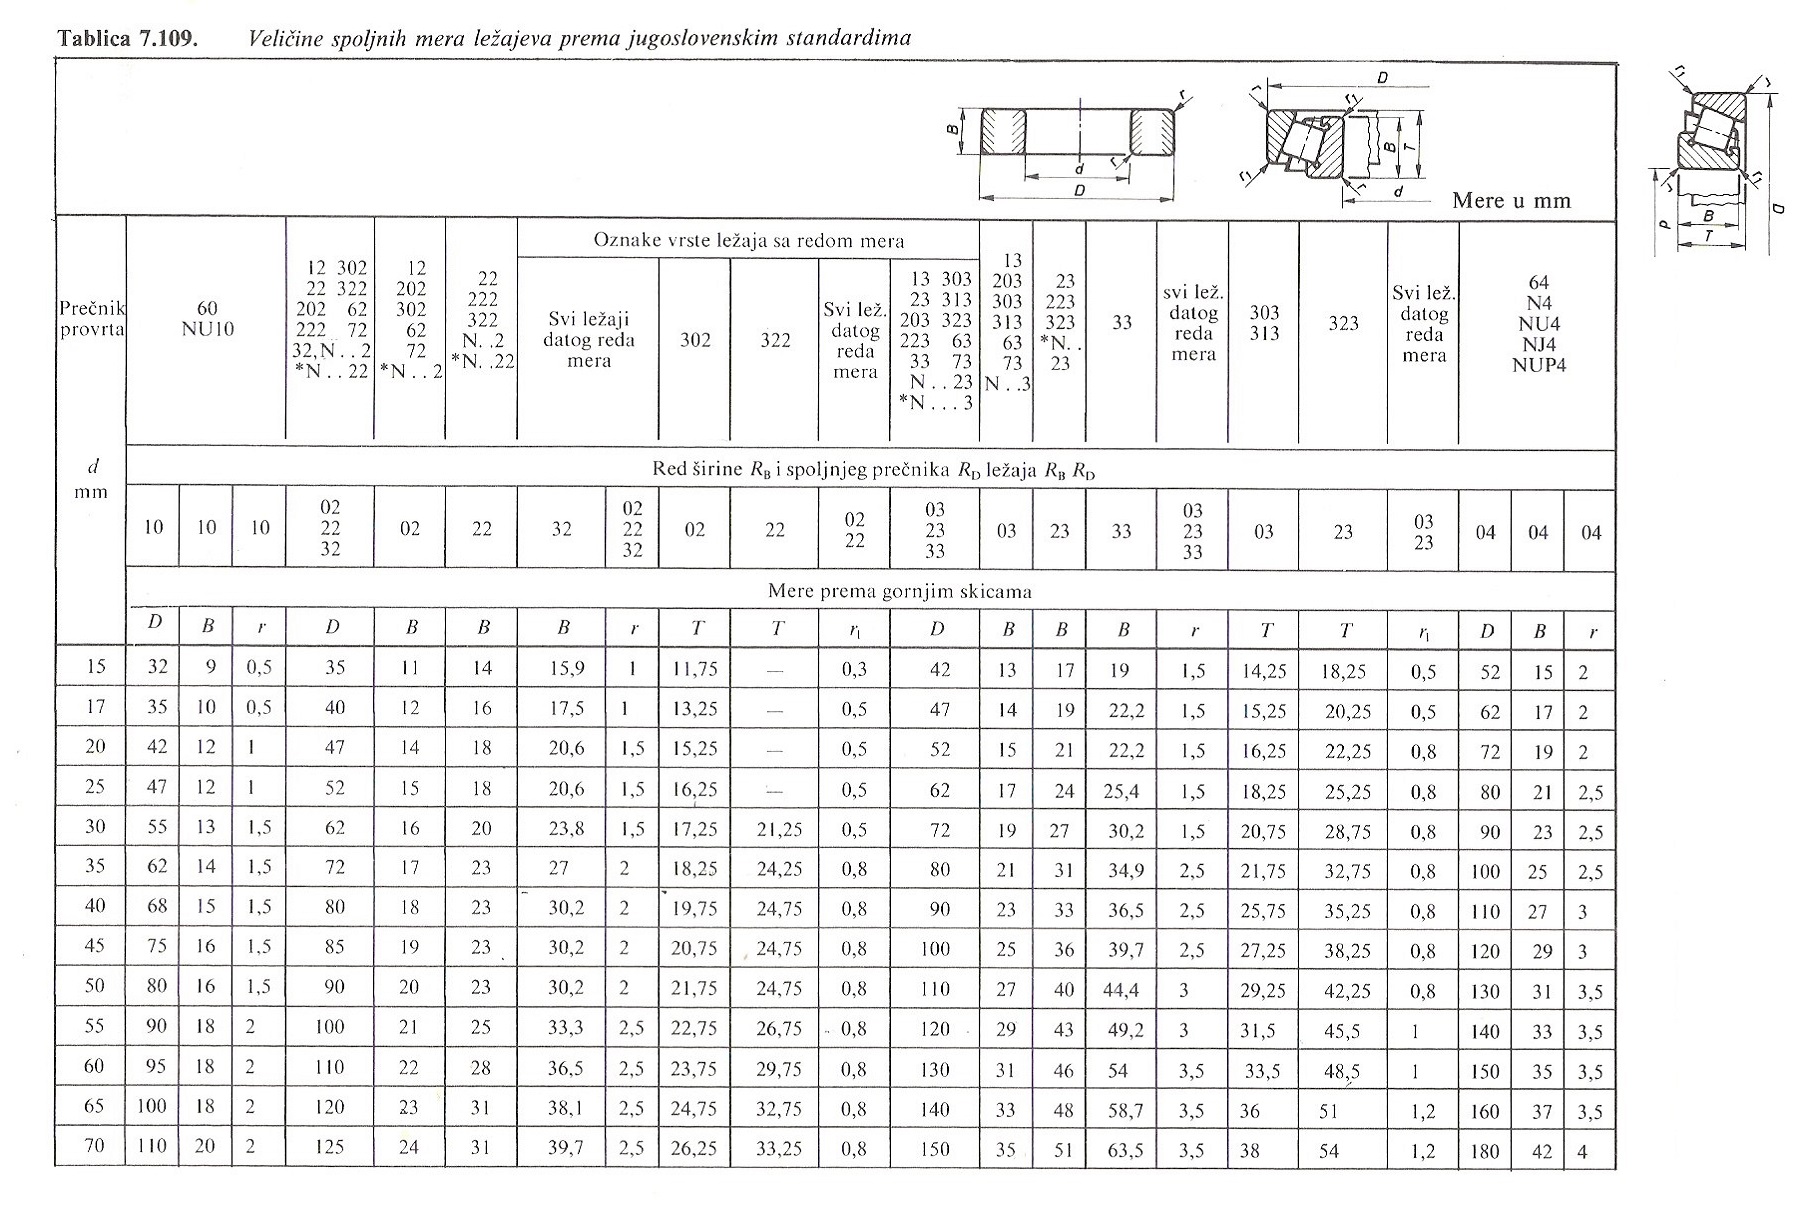 Tablica 7.109. Veličine spoljnih mera ležajeva prema jugoslovenskim standardima
B d D r r
D r r₁ B T r₁ r d
r₁ r D r r₁ d B T
Mere u mm
Prečnik provrta
d
mm
Oznake vrste ležaja sa redom mera
60
NU10
12 302
22 322
202 62
222 72
32,N . . 2
*N . . 22
12
202
302
62
72
*N . . 2
22
222
322
N. .2
*N. .22
Svi ležaji
datog reda
mera
302
322
Svi lež.
datog
reda
mera
13 303
23 313
203 323
223 63
33 73
N . . 23
*N . . . 3
13
203
303
313
63
73
N . .3
23
223
323
*N. .
23
33
svi lež.
datog
reda
mera
303
313
323
Svi lež.
datog
reda
mera
64
N4
NU4
NJ4
NUP4
Red širine R_B i spoljnjeg prečnika R_D ležaja R_B R_D
10 10 10 02 22 32 02 22 32 02 22 32 02 22 02 22 03 23 33 03 23 33 03 23 33 03 23 03 23 04 04 04
Mere prema gornjim skicama
D B r D B B B r T T r₁ D B B B r T T r₁ D B r
15 32 9 0,5 35 11 14 15,9 1 11,75 — 0,3 42 13 17 19 1,5 14,25 18,25 0,5 52 15 2
17 35 10 0,5 40 12 16 17,5 1 13,25 — 0,5 47 14 19 22,2 1,5 15,25 20,25 0,5 62 17 2
20 42 12 1 47 14 18 20,6 1,5 15,25 — 0,5 52 15 21 22,2 1,5 16,25 22,25 0,8 72 19 2
25 47 12 1 52 15 18 20,6 1,5 16,25 — 0,5 62 17 24 25,4 1,5 18,25 25,25 0,8 80 21 2,5
30 55 13 1,5 62 16 20 23,8 1,5 17,25 21,25 0,5 72 19 27 30,2 1,5 20,75 28,75 0,8 90 23 2,5
35 62 14 1,5 72 17 23 27 2 18,25 24,25 0,8 80 21 31 34,9 2,5 21,75 32,75 0,8 100 25 2,5
40 68 15 1,5 80 18 23 30,2 2 19,75 24,75 0,8 90 23 33 36,5 2,5 25,75 35,25 0,8 110 27 3
45 75 16 1,5 85 19 23 30,2 2 20,75 24,75 0,8 100 25 36 39,7 2,5 27,25 38,25 0,8 120 29 3
50 80 16 1,5 90 20 23 30,2 2 21,75 24,75 0,8 110 27 40 44,4 3 29,25 42,25 0,8 130 31 3,5
55 90 18 2 100 21 25 33,3 2,5 22,75 26,75 0,8 120 29 43 49,2 3 31,5 45,5 1 140 33 3,5
60 95 18 2 110 22 28 36,5 2,5 23,75 29,75 0,8 130 31 46 54 3,5 33,5 48,5 1 150 35 3,5
65 100 18 2 120 23 31 38,1 2,5 24,75 32,75 0,8 140 33 48 58,7 3,5 36 51 1,2 160 37 3,5
70 110 20 2 125 24 31 39,7 2,5 26,25 33,25 0,8 150 35 51 63,5 3,5 38 54 1,2 180 42 4